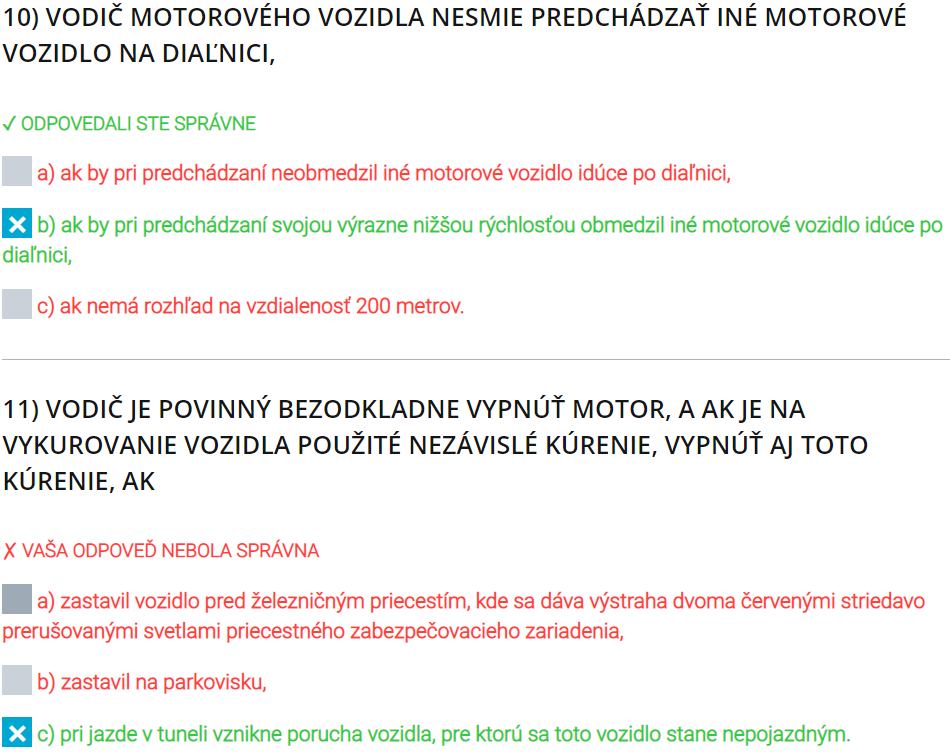 10) VODIČ MOTOROVÉHO VOZIDLA NESMIE PREDCHÁDZAŤ INÉ MOTOROVÉ
VOZIDLO NA DIAĽNICI,
✓ ODPOVEDALI STE SPRÁVNE
a) ak by pri predchádzaní neobmedzil iné motorové vozidlo idúce po diaľnici,
b) ak by pri predchádzaní svojou výrazne nižšou rýchlosťou obmedzil iné motorové vozidlo idúce po
diaľnici,
c) ak nemá rozhľad na vzdialenosť 200 metrov.
11) VODIČ JE POVINNÝ BEZODKLADNE VYPNÚŤ MOTOR, A AK JE NA
VYKUROVANIE VOZIDLA POUŽITÉ NEZÁVISLÉ KÚRENIE, VYPNÚŤ AJ TOTO
KÚRENIE, AK
✗ VAŠA ODPOVEĎ NEBOLA SPRÁVNA
a) zastavil vozidlo pred železničným priecestím, kde sa dáva výstraha dvoma červenými striedavo
prerušovanými svetlami priecestného zabezpečovacieho zariadenia,
b) zastavil na parkovisku,
c) pri jazde v tuneli vznikne porucha vozidla, pre ktorú sa toto vozidlo stane nepojazdným.